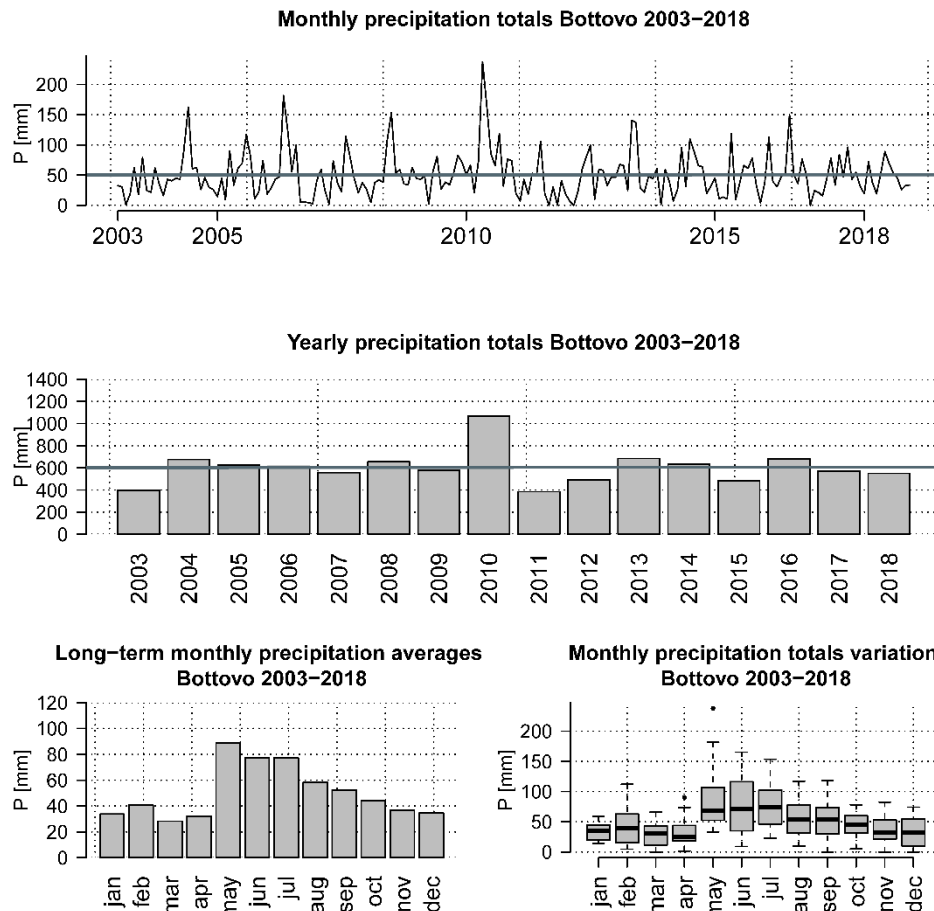 Monthly precipitation totals Bottovo 2003−2018
P [mm]
200
150
100
50
0
2003 2005 2010 2015 2018
Yearly precipitation totals Bottovo 2003−2018
P [mm]
1400
1200
1000
800
600
400
200
0
2003 2004 2005 2006 2007 2008 2009 2010 2011 2012 2013 2014 2015 2016 2017 2018
Long−term monthly precipitation averages
Bottovo 2003−2018
P [mm]
120
100
80
60
40
20
0
jan feb mar apr may jun jul aug sep oct nov dec
Monthly precipitation totals variation
Bottovo 2003−2018
P [mm]
200
150
100
50
0
jan feb mar apr may jun jul aug sep oct nov dec